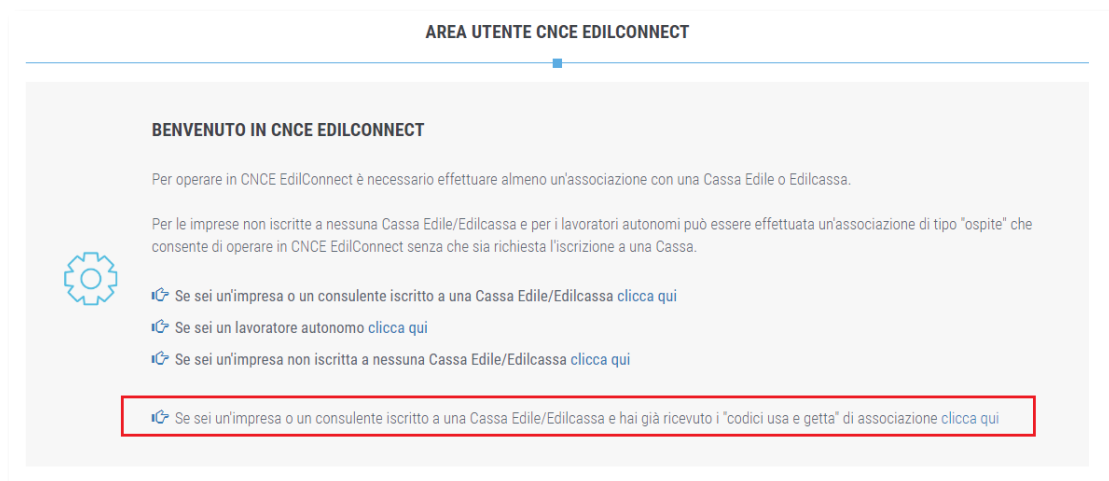 AREA UTENTE CNCE EDILCONNECT
BENVENUTO IN CNCE EDILCONNECT
Per operare in CNCE EdilConnect è necessario effettuare almeno un'associazione con una Cassa Edile o Edilcassa.
Per le imprese non iscritte a nessuna Cassa Edile/Edilcassa e per i lavoratori autonomi può essere effettuata un'associazione di tipo "ospite" che
consente di operare in CNCE EdilConnect senza che sia richiesta l'iscrizione a una Cassa.
Se sei un'impresa o un consulente iscritto a una Cassa Edile/Edilcassa clicca qui
Se sei un lavoratore autonomo clicca qui
Se sei un'impresa non iscritta a nessuna Cassa Edile/Edilcassa clicca qui
Se sei un'impresa o un consulente iscritto a una Cassa Edile/Edilcassa e hai già ricevuto i "codici usa e getta" di associazione clicca qui